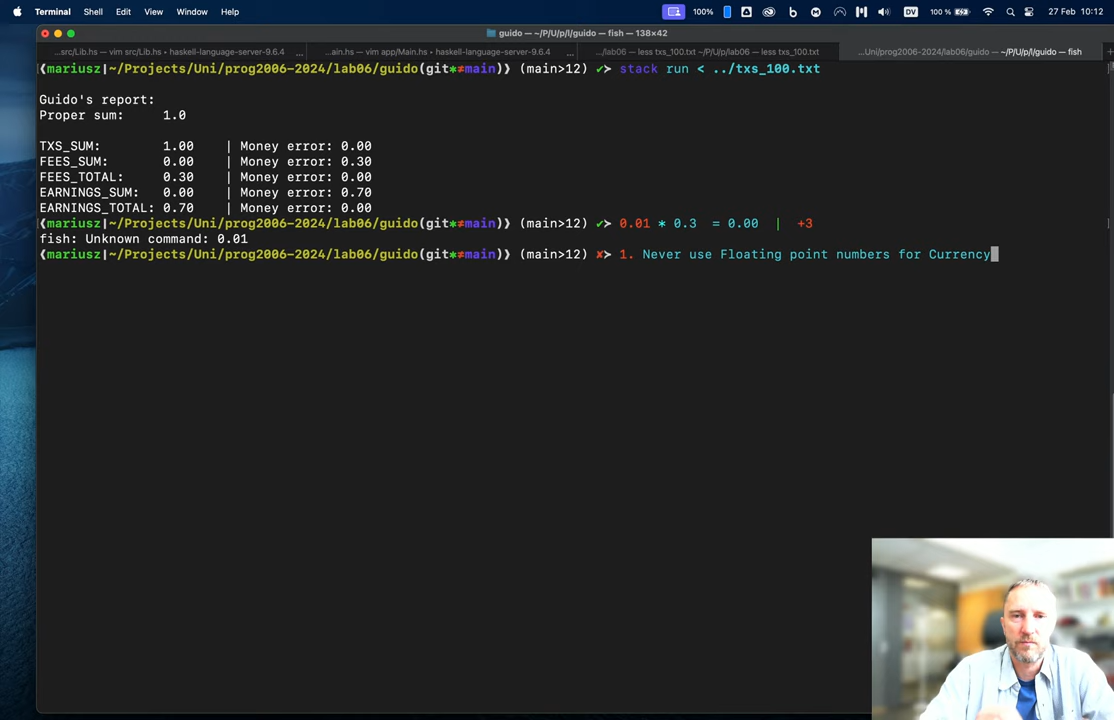 Terminal Shell Edit View Window Help 100% DV 100 % 27 Feb 10:12
guido — ~/P/U/p/l/guido — fish — 138×42
...src/Lib.hs — vim src/Lib.hs • haskell-language-server-9.6.4 ... ...ain.hs — vim app/Main.hs • haskell-language-server-9.6.4 ... .../lab06 — less txs_100.txt ~/P/U/p/lab06 — less txs_100.txt ...Uni/prog2006-2024/lab06/guido — ~/P/U/p/l/guido — fish
⟪mariusz|~/Projects/Uni/prog2006-2024/lab06/guido(git*≠main)⟫ (main>12) ✔➢ stack run < ../txs_100.txt
Guido's report:
Proper sum: 1.0
TXS_SUM: 1.00 | Money error: 0.00
FEES_SUM: 0.00 | Money error: 0.30
FEES_TOTAL: 0.30 | Money error: 0.00
EARNINGS_SUM: 0.00 | Money error: 0.70
EARNINGS_TOTAL: 0.70 | Money error: 0.00
⟪mariusz|~/Projects/Uni/prog2006-2024/lab06/guido(git*≠main)⟫ (main>12) ✔➢ 0.01 * 0.3 = 0.00 | +3
fish: Unknown command: 0.01
⟪mariusz|~/Projects/Uni/prog2006-2024/lab06/guido(git*≠main)⟫ (main>12) ✘➢ 1. Never use Floating point numbers for Currency